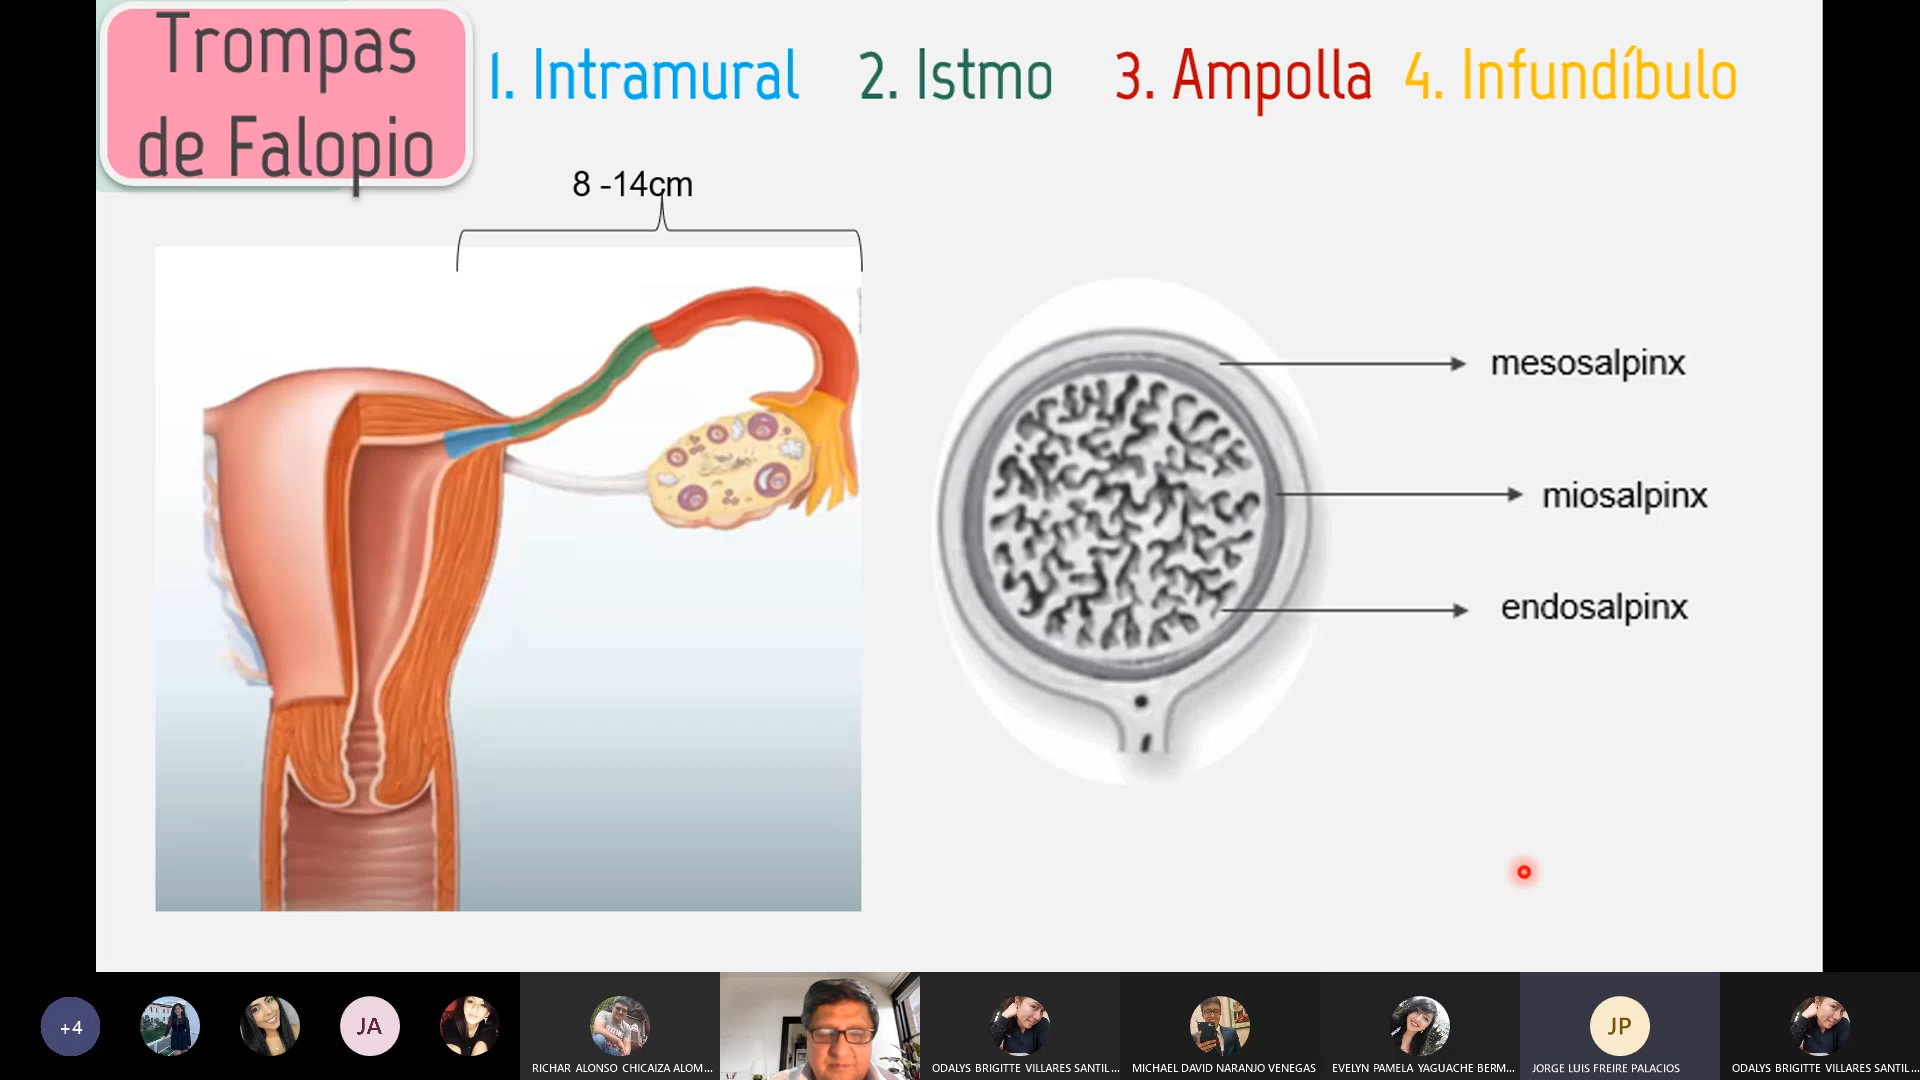 Trompas
de Falopio
1. Intramural 2. Istmo 3. Ampolla 4. Infundíbulo
8 -14cm
mesosalpinx
miosalpinx
endosalpinx
+4
JA
JP
RICHAR ALONSO CHICAIZA ALOM...
ODALYS BRIGITTE VILLARES SANTIL...
MICHAEL DAVID NARANJO VENEGAS
EVELYN PAMELA YAGUACHE BERM...
JORGE LUIS FREIRE PALACIOS
ODALYS BRIGITTE VILLARES SANTIL...